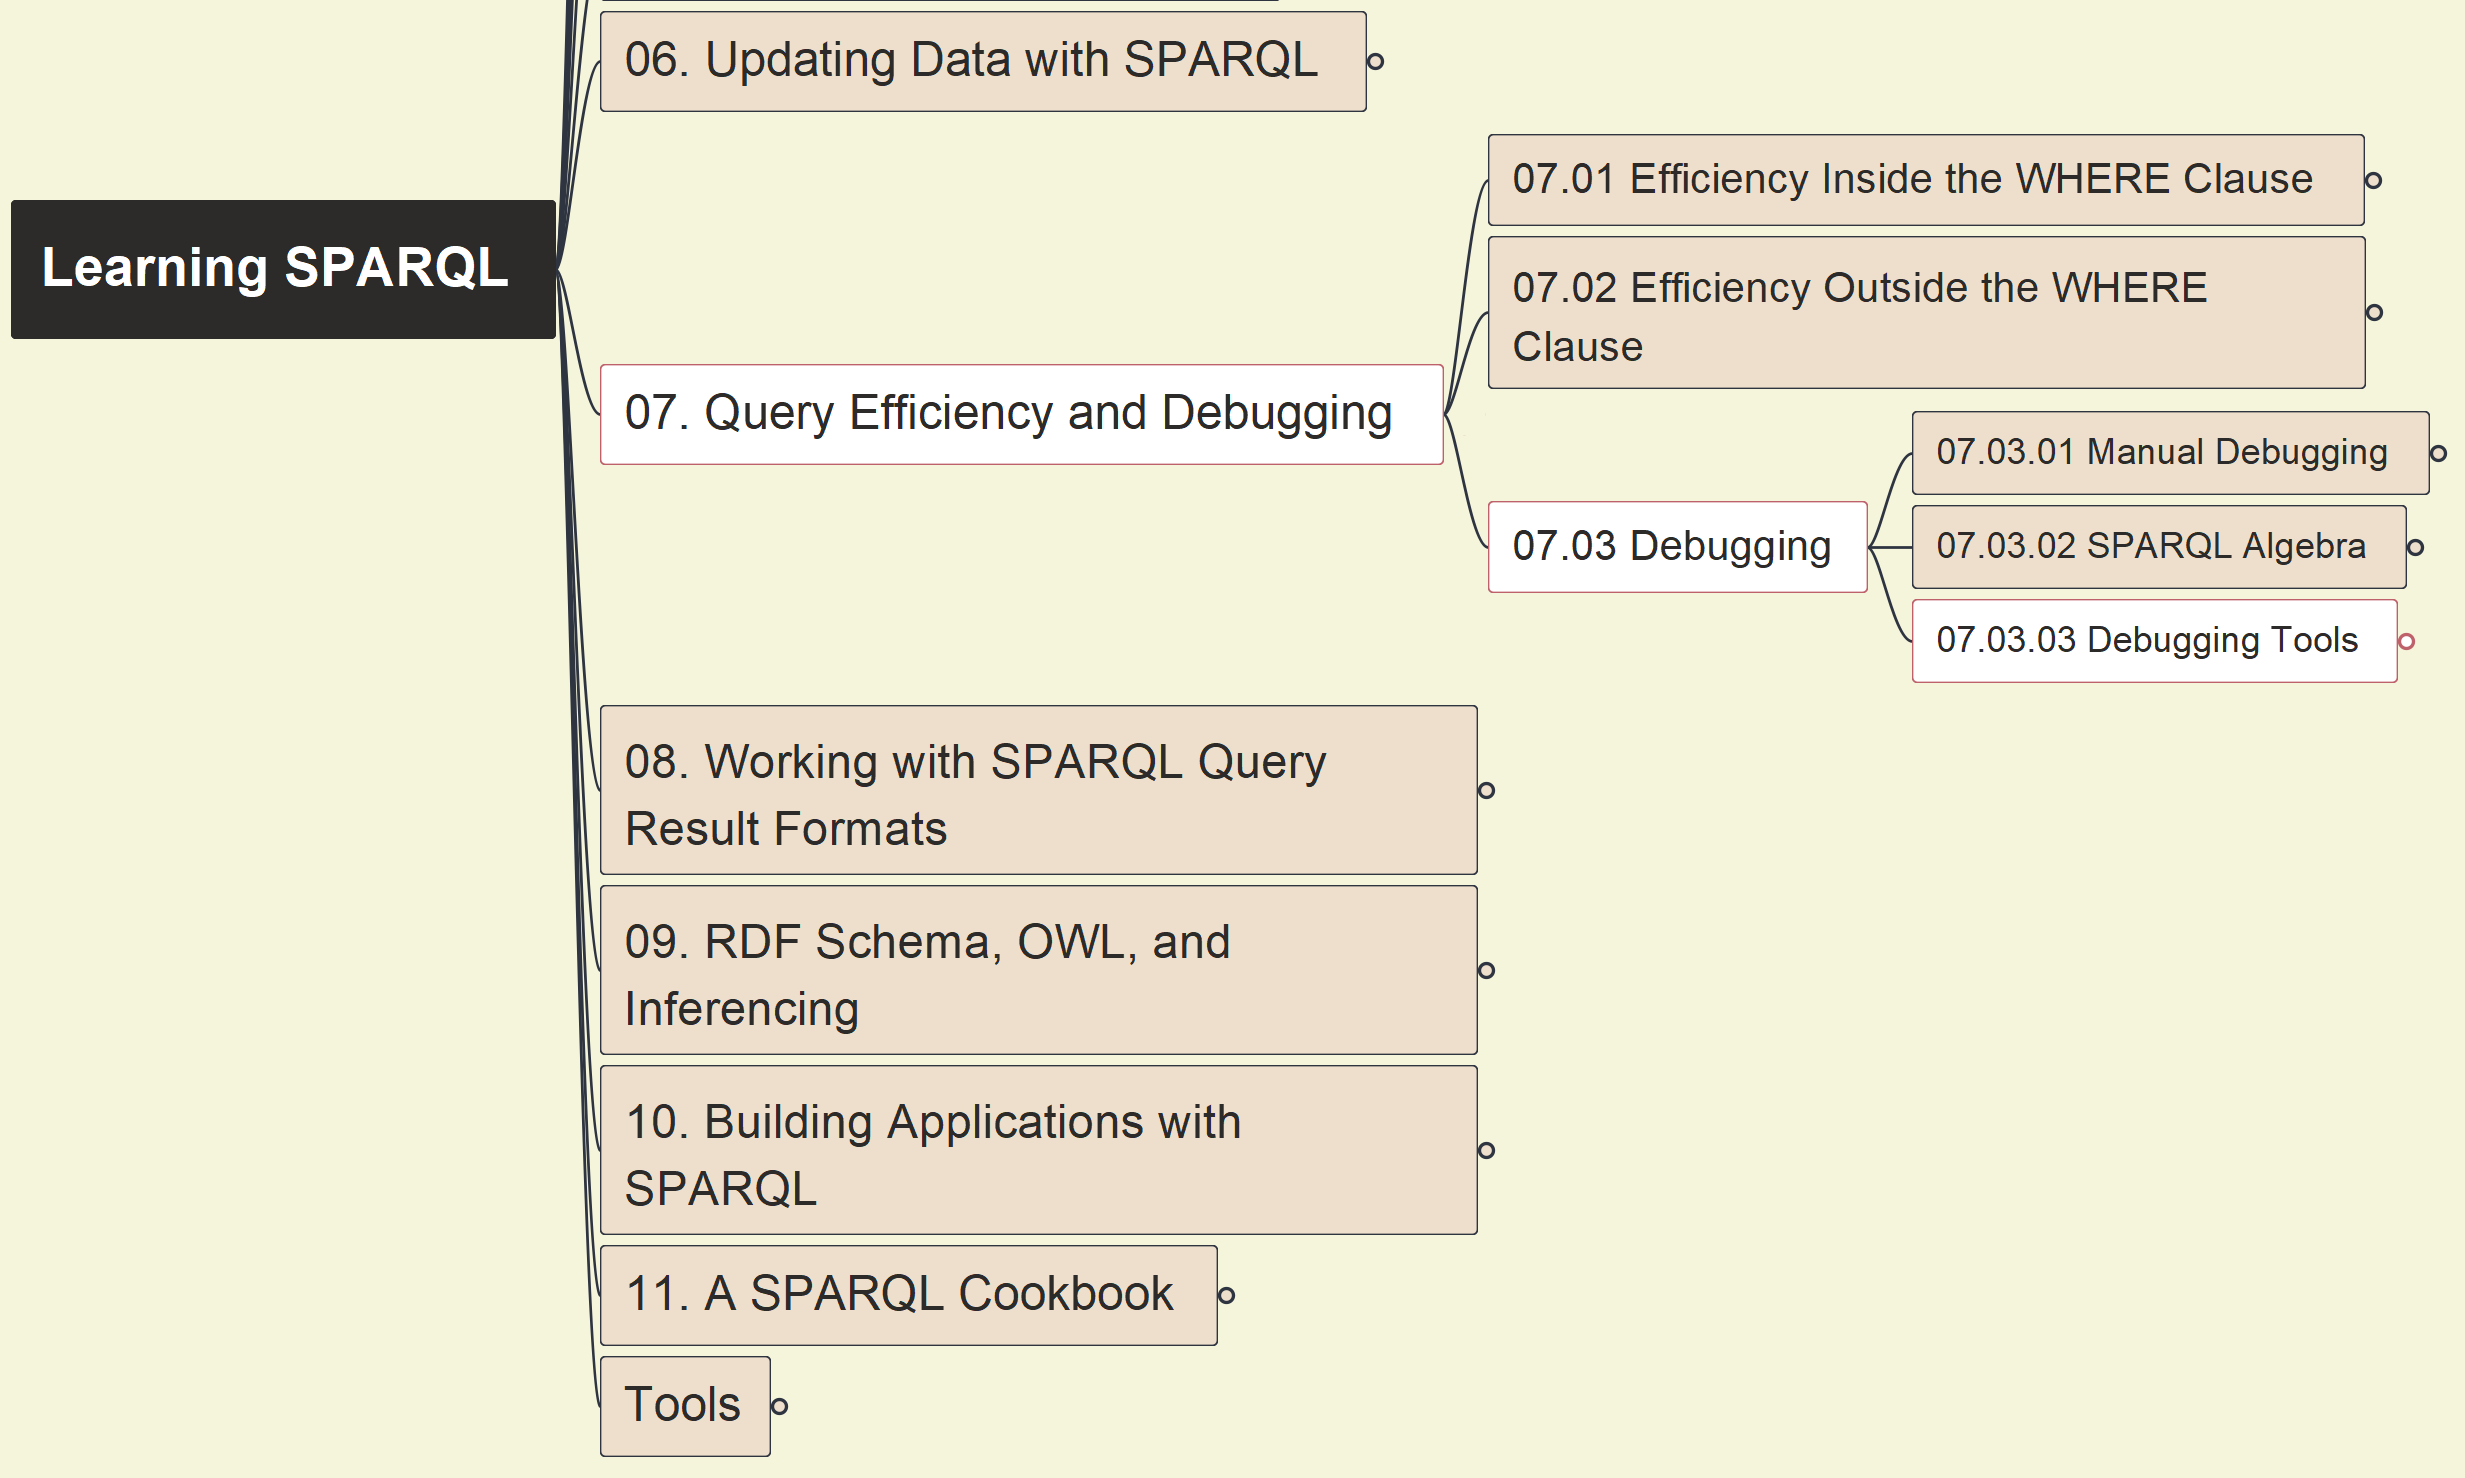 06. Updating Data with SPARQL
07.01 Efficiency Inside the WHERE Clause
Learning SPARQL
07.02 Efficiency Outside the WHERE
Clause
07. Query Efficiency and Debugging
07.03.01 Manual Debugging
07.03 Debugging
07.03.02 SPARQL Algebra
07.03.03 Debugging Tools
08. Working with SPARQL Query
Result Formats
09. RDF Schema, OWL, and
Inferencing
10. Building Applications with
SPARQL
11. A SPARQL Cookbook
Tools